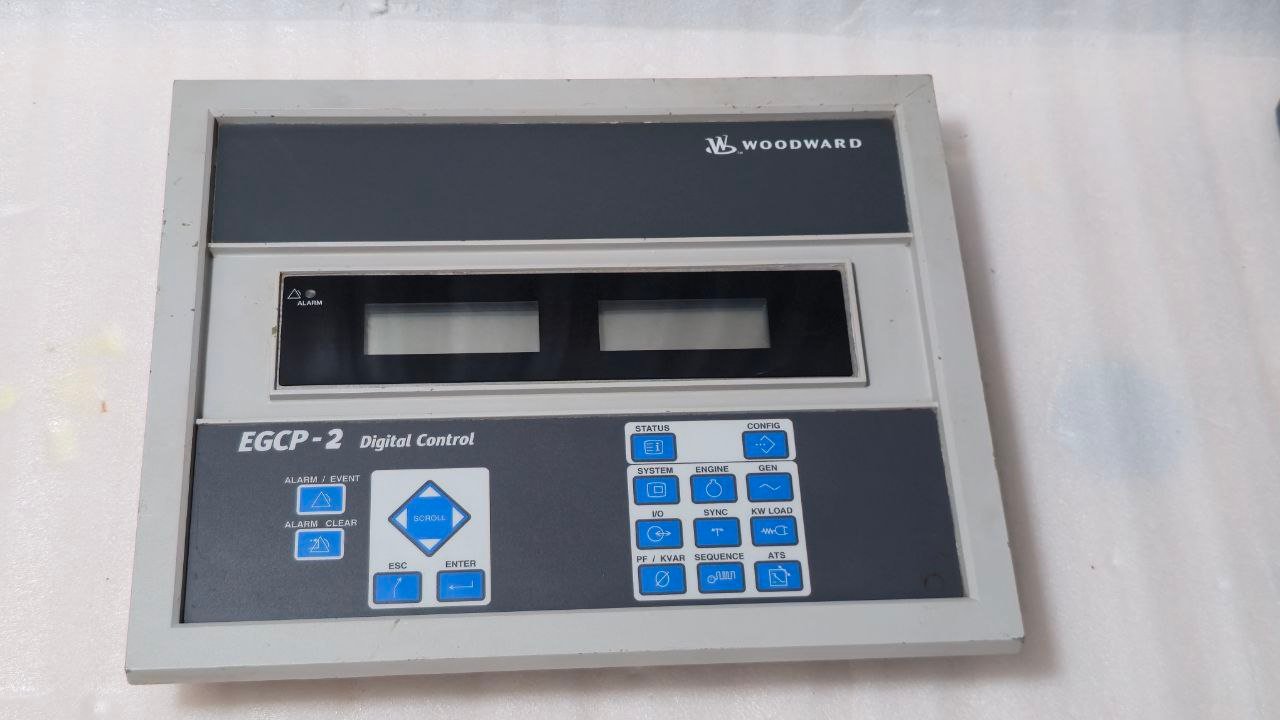 WOODWARD
ALARM
EGCP-2 Digital Control
STATUS CONFIG
ALARM / EVENT
SYSTEM ENGINE GEN
SCROLL
ALARM CLEAR
I/O SYNC KW LOAD
ESC ENTER
PF / KVAR SEQUENCE ATS